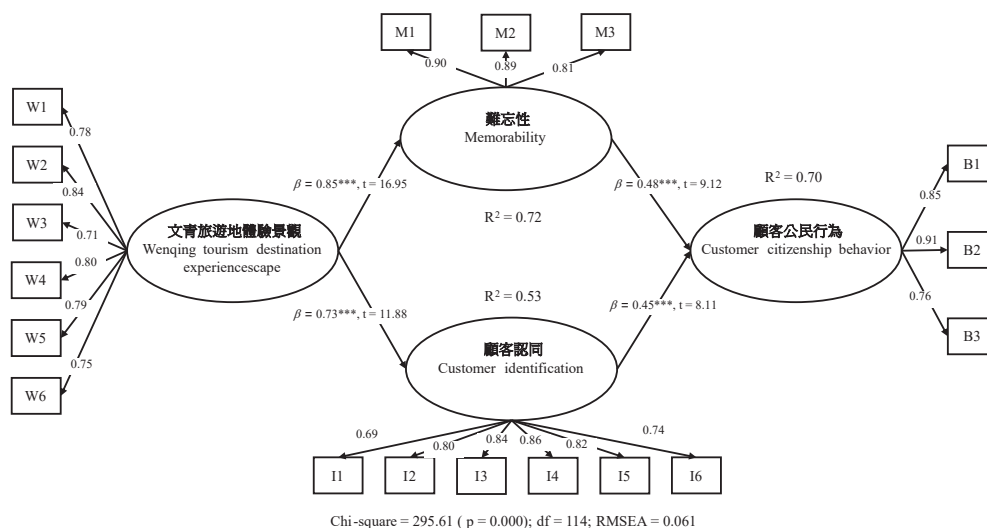 M1
M2
M3
0.90
0.89
0.81
難忘性
Memorability
W1
W2
W3
W4
W5
W6
0.78
0.84
0.71
0.80
0.79
0.75
文青旅遊地體驗景觀
Wenqing tourism destination
experiencescape
β = 0.85***, t = 16.95
β = 0.48***, t = 9.12
R² = 0.72
R² = 0.70
顧客公民行為
Customer citizenship behavior
B1
B2
B3
0.85
0.91
0.76
R² = 0.53
β = 0.73***, t = 11.88
β = 0.45***, t = 8.11
顧客認同
Customer identification
0.69
0.80
0.84
0.86
0.82
0.74
I1
I2
I3
I4
I5
I6
Chi-square = 295.61 ( p = 0.000); df = 114; RMSEA = 0.061